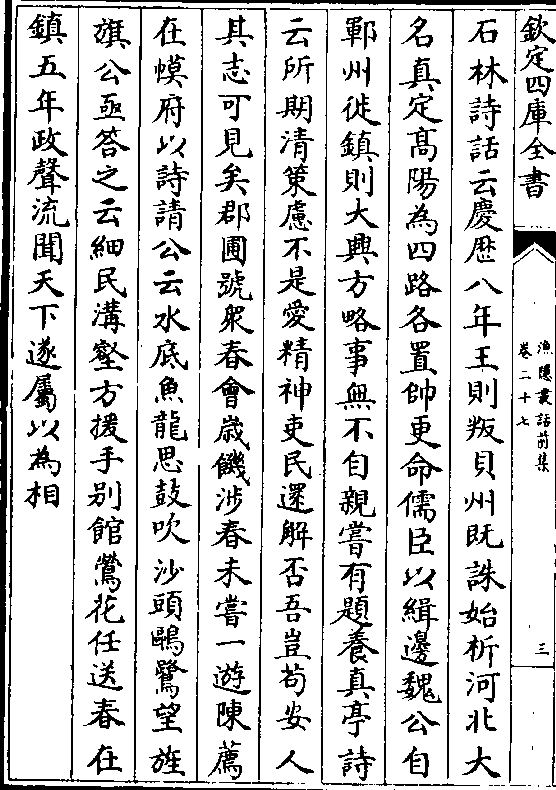 欽定四庫全書
漁隱叢話前集
卷二十七
三
石林詩話云慶歴八年王則叛貝州既誅始析河北大
名真定髙陽為四路各置帥更命儒臣以緝邊魏公自
鄆州徙鎮則大興方略事無不自親嘗有題養真亭詩
云所期清策慮不是愛精神吏民還解否吾豈茍安人
其志可見矣郡圃號衆春會歳饑涉春未嘗一遊陳薦
在幙府以詩請公云水底魚龍思鼓吹沙頭鷗鷺望旌
旗公亟答之云細民溝壑方援手别館鶯花任送春在
鎮五年政聲流聞天下遂屬以為相